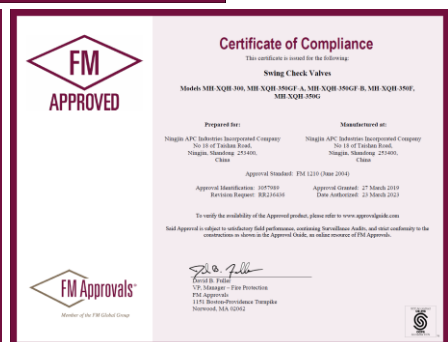 FM
APPROVED
Certificate of Compliance
This certificate is issued for the following:
Swing Check Valves
Models MH-XQH-300, MH-XQH-350GF-A, MH-XQH-350GF-B, MH-XQH-350F,
MH-XQH-350G
Prepared for:
Ningjin APC Industries Incorporated Company
No 18 of Taishan Road,
Ningjin, Shandong 253400,
China
Manufactured at:
Ningjin APC Industries Incorporated Company
No 18 of Taishan Road,
Ningjin, Shandong 253400,
China
Approval Standard: FM 1210 (June 2004)
Approval Identification: 3057989
Approval Granted: 27 March 2019
Revision Request: RR236436
Date Authorized: 23 March 2023
To verify the availability of the Approved product, please refer to www.approvalguide.com
Said Approval is subject to satisfactory field performance, continuing Surveillance Audits, and strict conformity to the
constructions as shown in the Approval Guide, an online resource of FM Approvals.
David B. Fuller
VP, Manager – Fire Protection
FM Approvals
1151 Boston-Providence Turnpike
Norwood, MA 02062
FM Approvals
Member of the FM Global Group